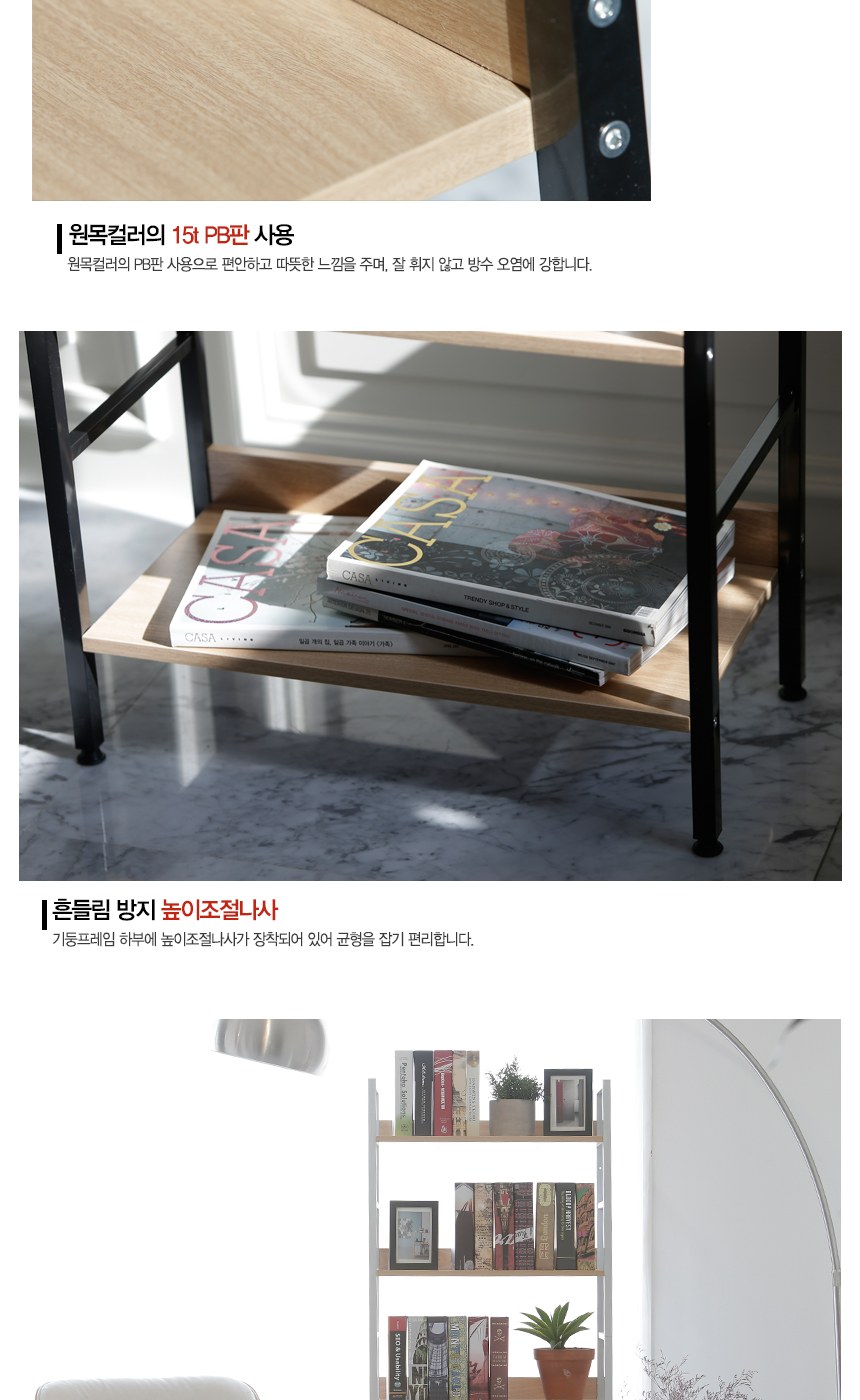 원목컬러의 15t PB판 사용
원목컬러의 PB판 사용으로 편안하고 따뜻한 느낌을 주며, 잘 휘지 않고 방수 오염에 강합니다.
CASA
CASA
CASA LIVING
TRENDY SHOP & STYLE
CASA LIVING
흔들림 방지 높이조절나사
기둥프레임 하부에 높이조절나사가 장착되어 있어 균형을 잡기 편리합니다.
SEO & Usability